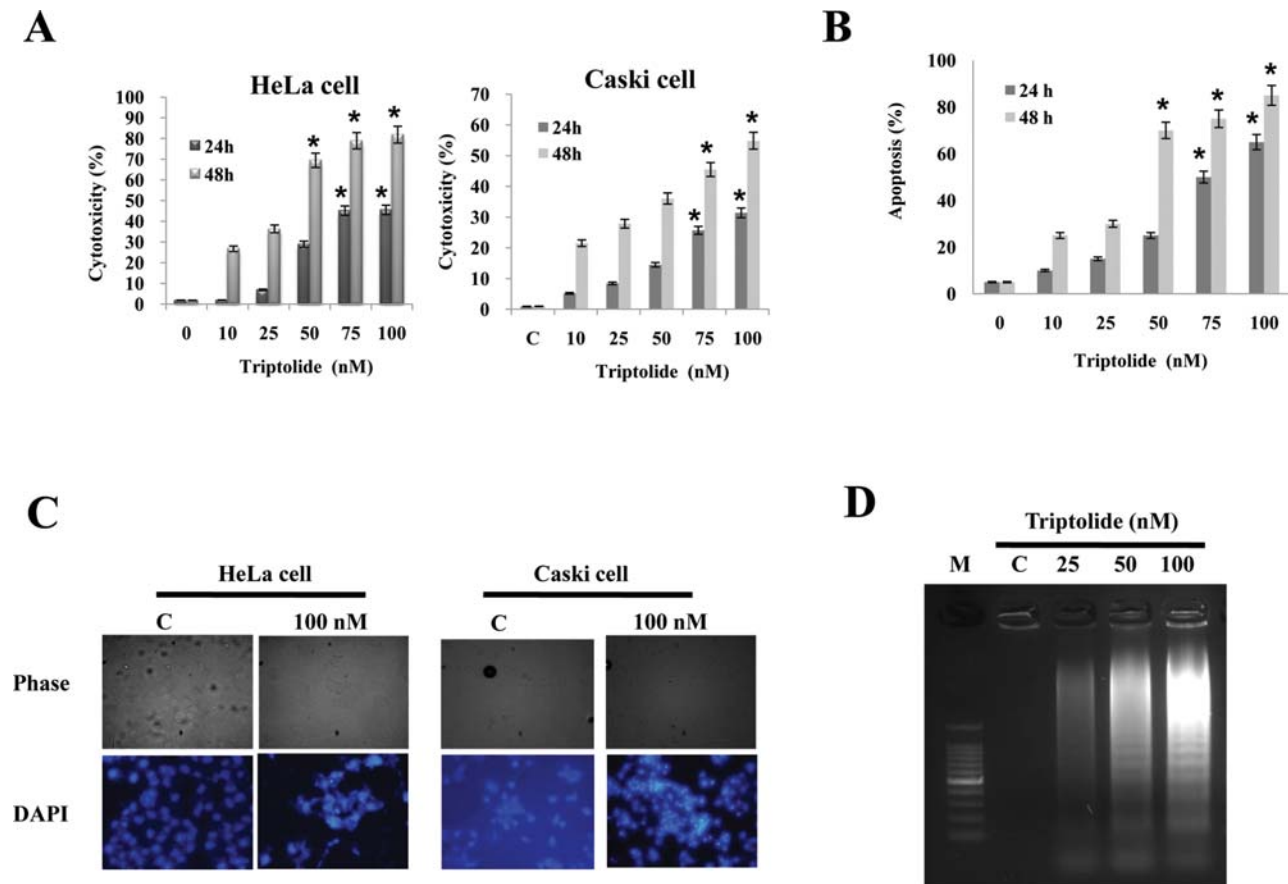 A
B
HeLa cell
Caski cell
100
90
80
70
60
50
40
30
20
10
0
Cytotoxicity (%)
24h
48h
* * *
* *
0 10 25 50 75 100
Triptolide (nM)
70
60
50
40
30
20
10
0
Cytotoxicity (%)
24h
48h
* *
* *
C 10 25 50 75 100
Triptolide (nM)
100
80
60
40
20
0
Apoptosis (%)
24 h
48 h
* * *
* *
0 10 25 50 75 100
Triptolide (nM)
C
HeLa cell
Caski cell
C 100 nM C 100 nM
Phase
DAPI
D
Triptolide (nM)
M C 25 50 100